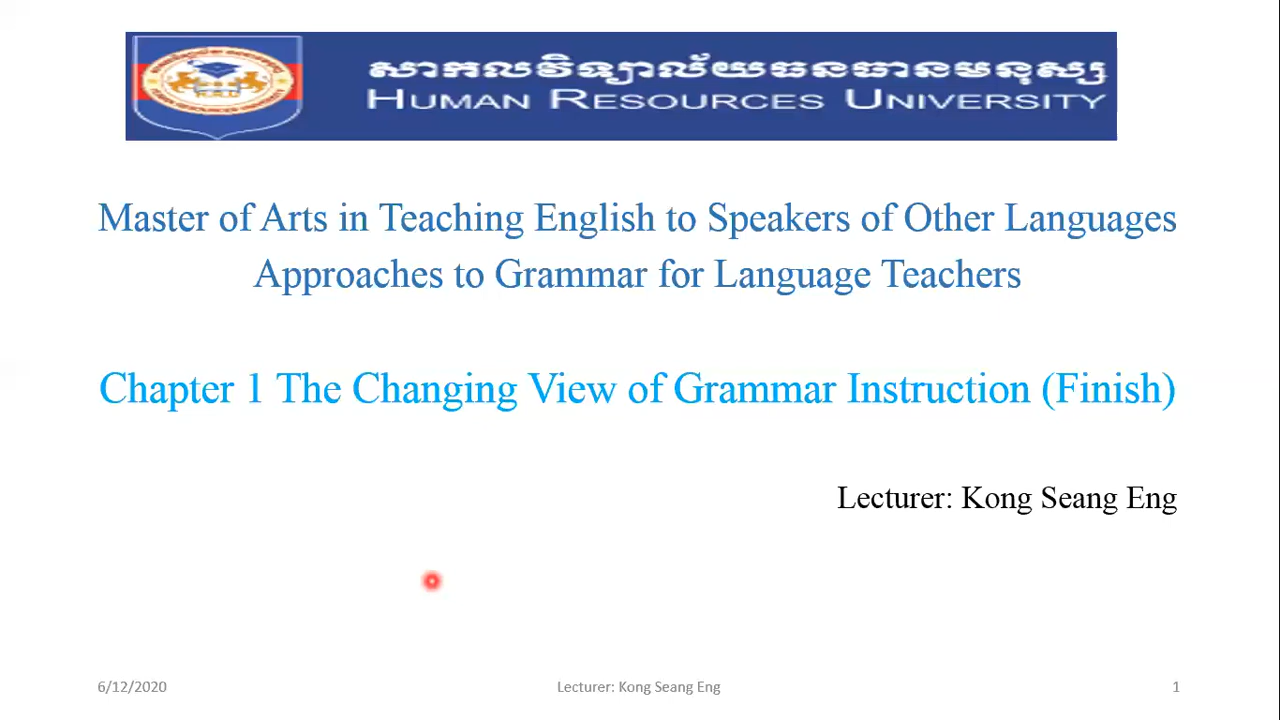 សាកលវិទ្យាល័យធនធានមនុស្ស
HUMAN RESOURCES UNIVERSITY
Master of Arts in Teaching English to Speakers of Other Languages
Approaches to Grammar for Language Teachers
Chapter 1 The Changing View of Grammar Instruction (Finish)
Lecturer: Kong Seang Eng
6/12/2020
Lecturer: Kong Seang Eng
1